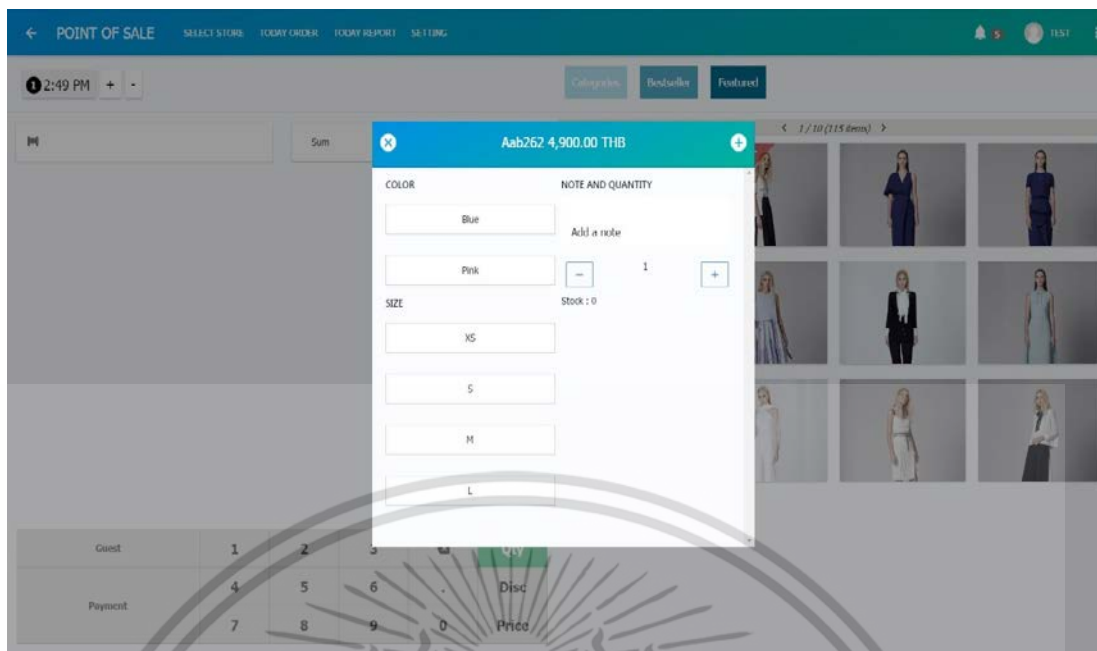 POINT OF SALE SELECT STORE TODAY ORDER TODAY REPORT SETTING 5 TEST
1 2:49 PM + - Categories Bestseller Featured
Sum
1 / 10 (115 items)
Aab262 4,900.00 THB
COLOR
Blue
Pink
SIZE
XS
S
M
L
NOTE AND QUANTITY
Add a note
- 1 +
Stock : 0
Guest 1 2 3 Qty
4 5 6 . Disc
Payment
7 8 9 0 Price